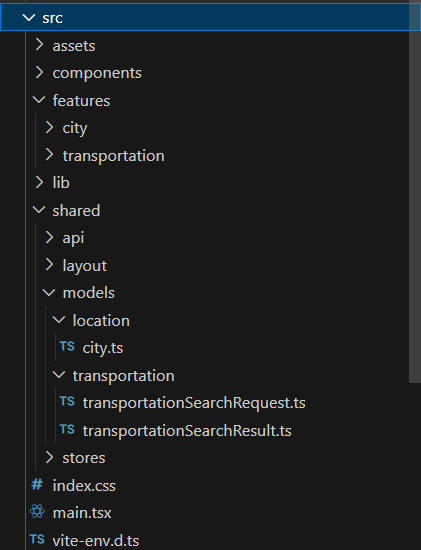 src
assets
components
features
city
transportation
lib
shared
api
layout
models
location
TS city.ts
transportation
TS transportationSearchRequest.ts
TS transportationSearchResult.ts
stores
# index.css
main.tsx
TS vite-env.d.ts